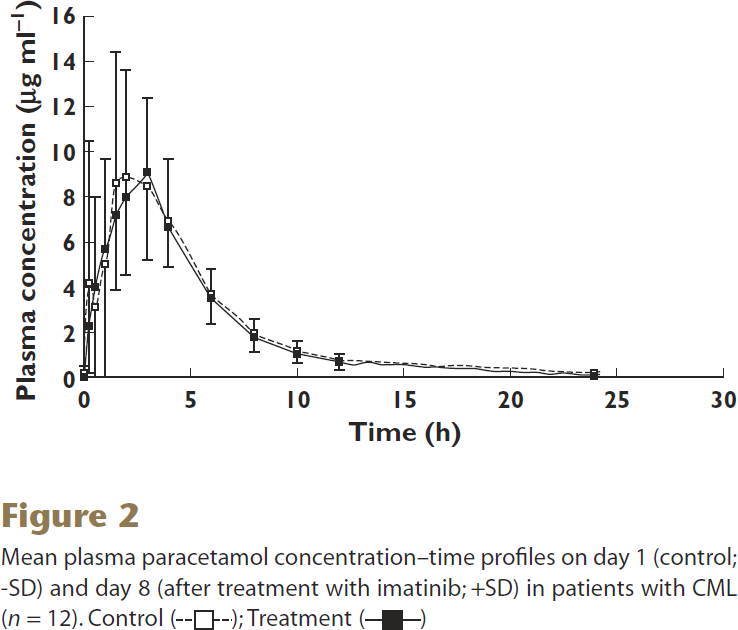 16
14
12
10
8
6
4
2
0
Plasma concentration (µg ml–1)
0 5 10 15 20 25 30
Time (h)
Figure 2
Mean plasma paracetamol concentration–time profiles on day 1 (control;
-SD) and day 8 (after treatment with imatinib; +SD) in patients with CML
(n = 12). Control (--□--); Treatment (—■—)